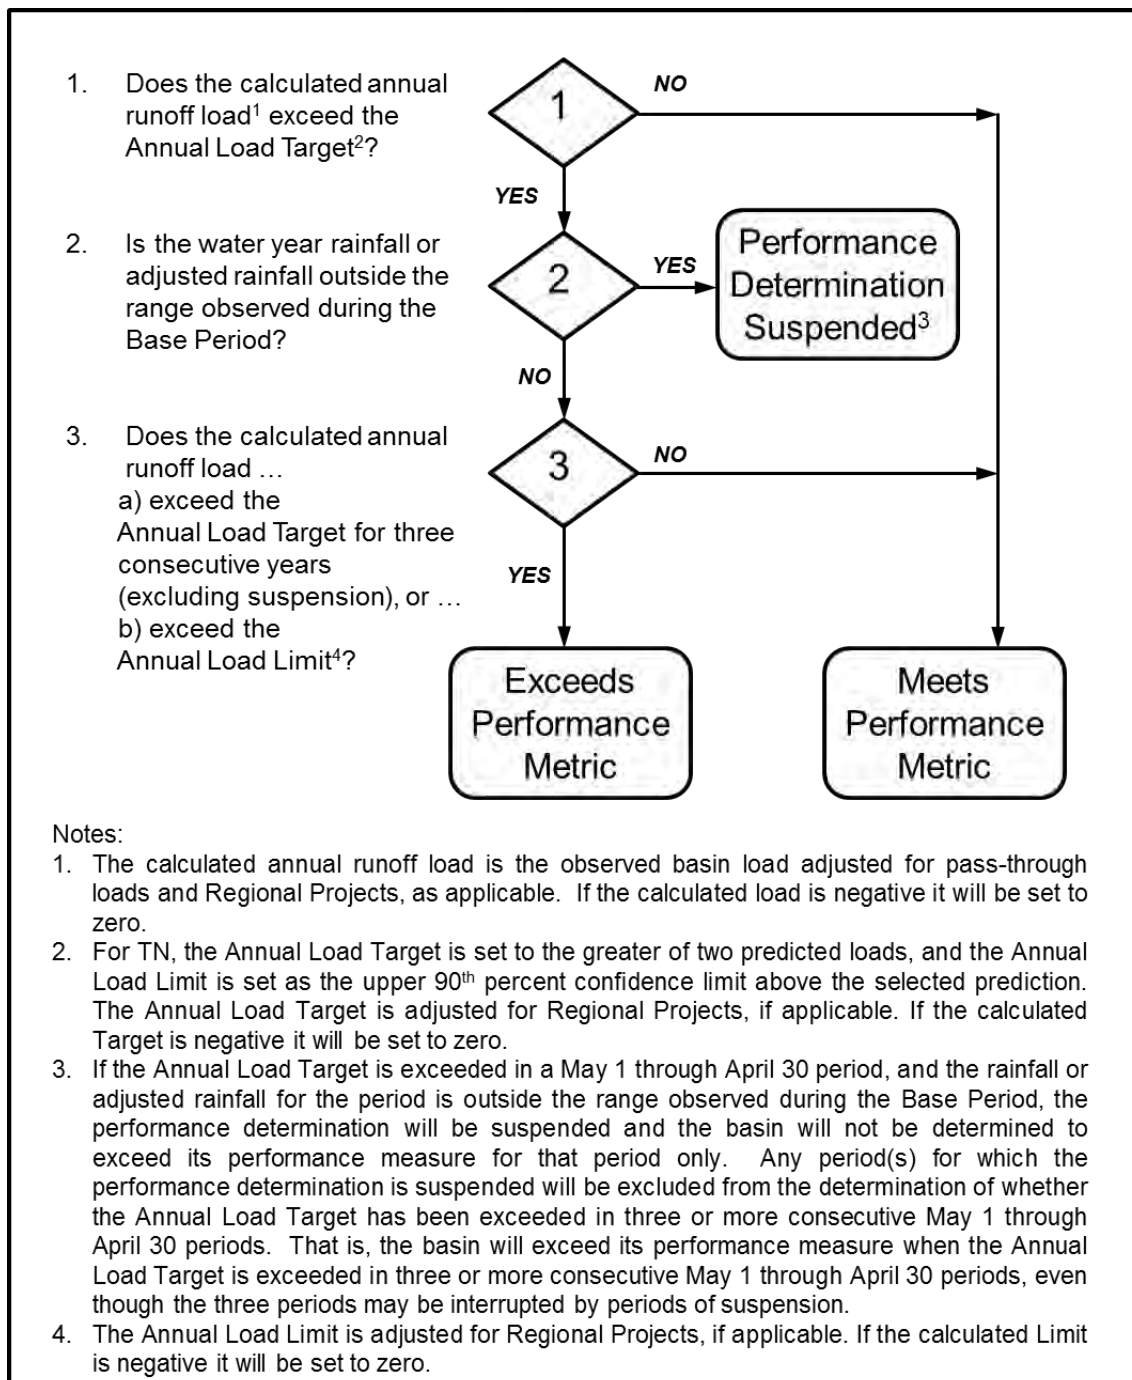 1. Does the calculated annual
runoff load¹ exceed the
Annual Load Target²?
1
NO
YES
2. Is the water year rainfall or
adjusted rainfall outside the
range observed during the
Base Period?
2
YES
Performance
Determination
Suspended³
NO
3. Does the calculated annual
runoff load …
a) exceed the
Annual Load Target for three
consecutive years
(excluding suspension), or …
b) exceed the
Annual Load Limit⁴?
3
NO
YES
Exceeds
Performance
Metric
Meets
Performance
Metric
Notes:
1. The calculated annual runoff load is the observed basin load adjusted for pass-through
loads and Regional Projects, as applicable. If the calculated load is negative it will be set to
zero.
2. For TN, the Annual Load Target is set to the greater of two predicted loads, and the Annual
Load Limit is set as the upper 90th percent confidence limit above the selected prediction.
The Annual Load Target is adjusted for Regional Projects, if applicable. If the calculated
Target is negative it will be set to zero.
3. If the Annual Load Target is exceeded in a May 1 through April 30 period, and the rainfall or
adjusted rainfall for the period is outside the range observed during the Base Period, the
performance determination will be suspended and the basin will not be determined to
exceed its performance measure for that period only. Any period(s) for which the
performance determination is suspended will be excluded from the determination of whether
the Annual Load Target has been exceeded in three or more consecutive May 1 through
April 30 periods. That is, the basin will exceed its performance measure when the Annual
Load Target is exceeded in three or more consecutive May 1 through April 30 periods, even
though the three periods may be interrupted by periods of suspension.
4. The Annual Load Limit is adjusted for Regional Projects, if applicable. If the calculated Limit
is negative it will be set to zero.